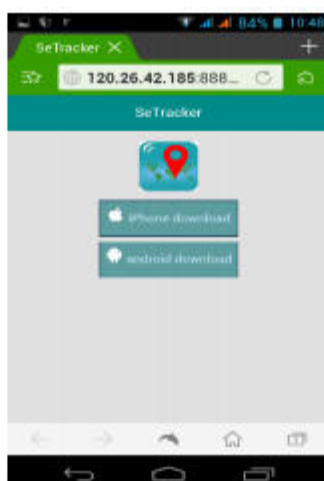 84% 10:48
SeTracker
120.26.42.185:888...
SeTracker
iPhone download
android download